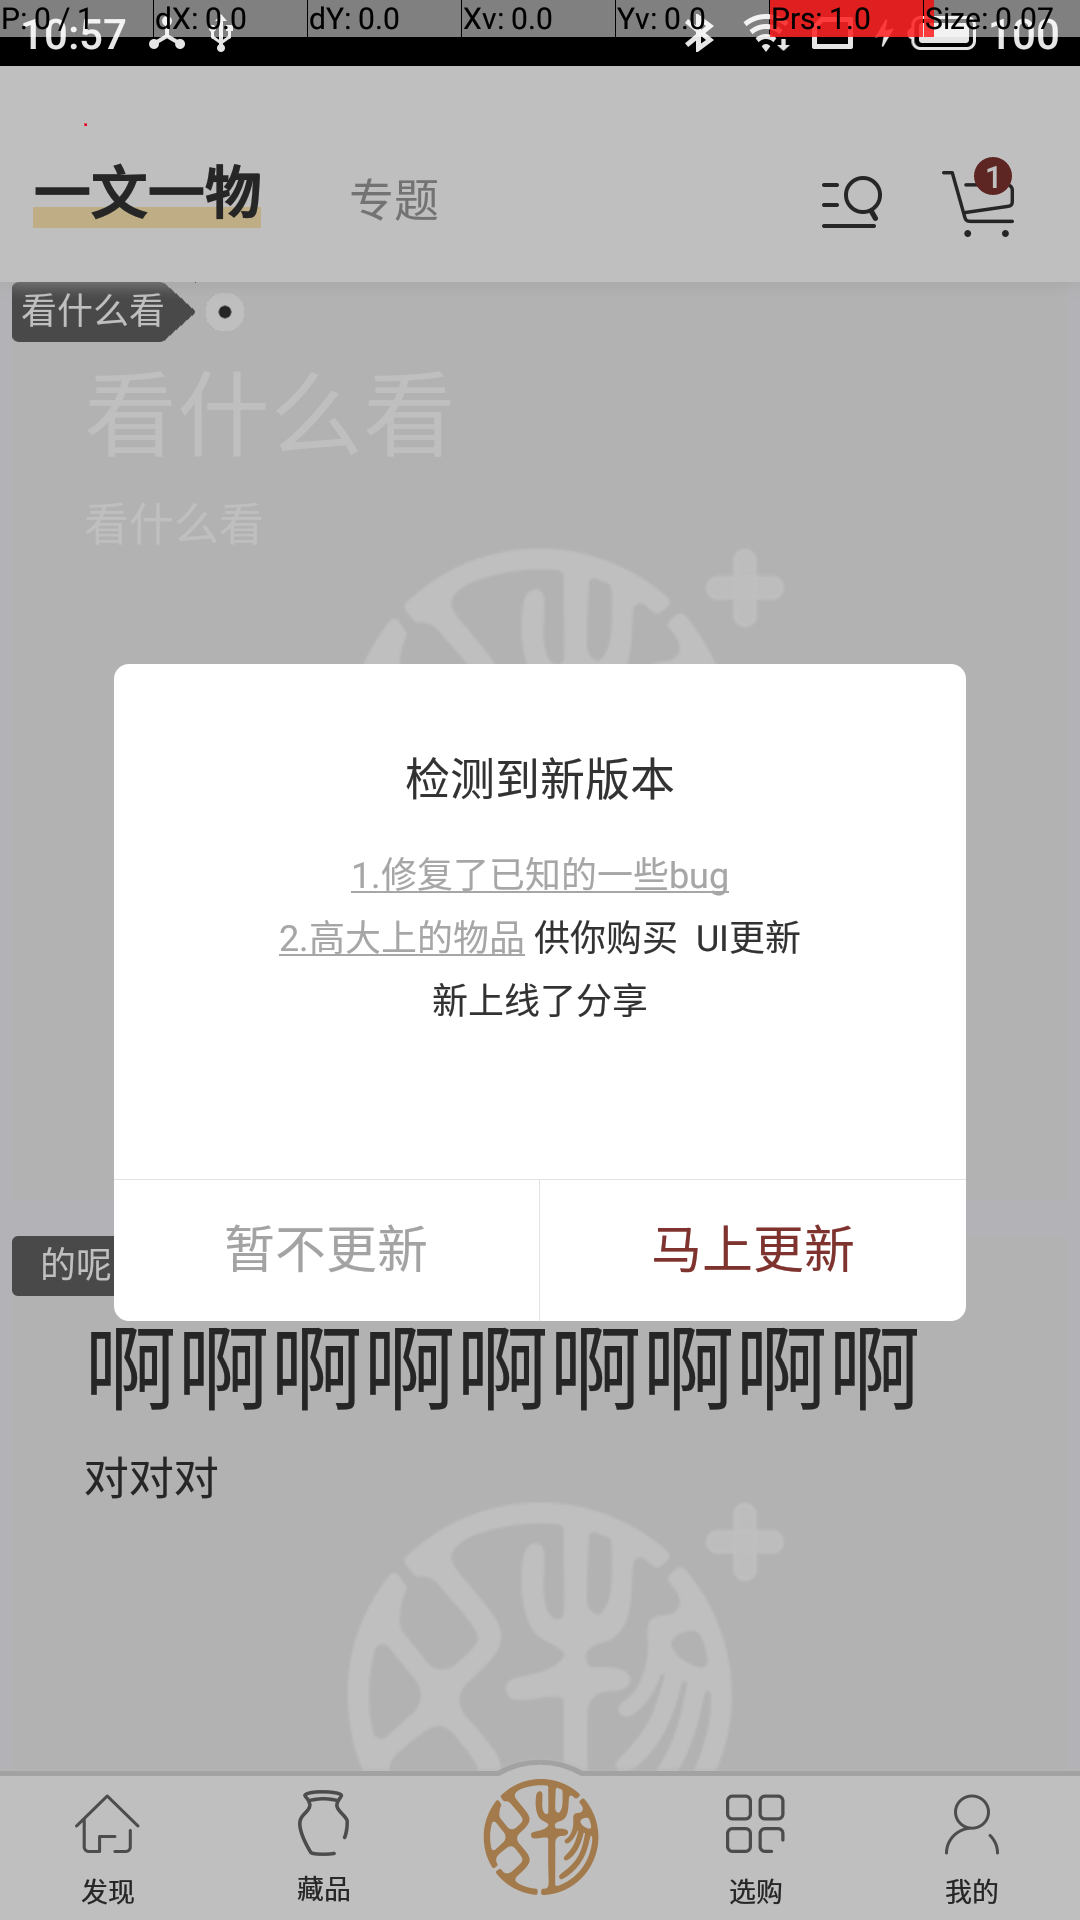 P: 0 / 1 dX: 0.0 dY: 0.0 Xv: 0.0 Yv: 0.0 Prs: 1.0 Size: 0.07
10:57 100
一文一物 专题 1
看什么看
看什么看
看什么看
检测到新版本
1.修复了已知的一些bug
2.高大上的物品 供你购买 UI更新
新上线了分享
暂不更新 马上更新
的呢
啊啊啊啊啊啊啊啊啊
对对对
发现 藏品 选购 我的